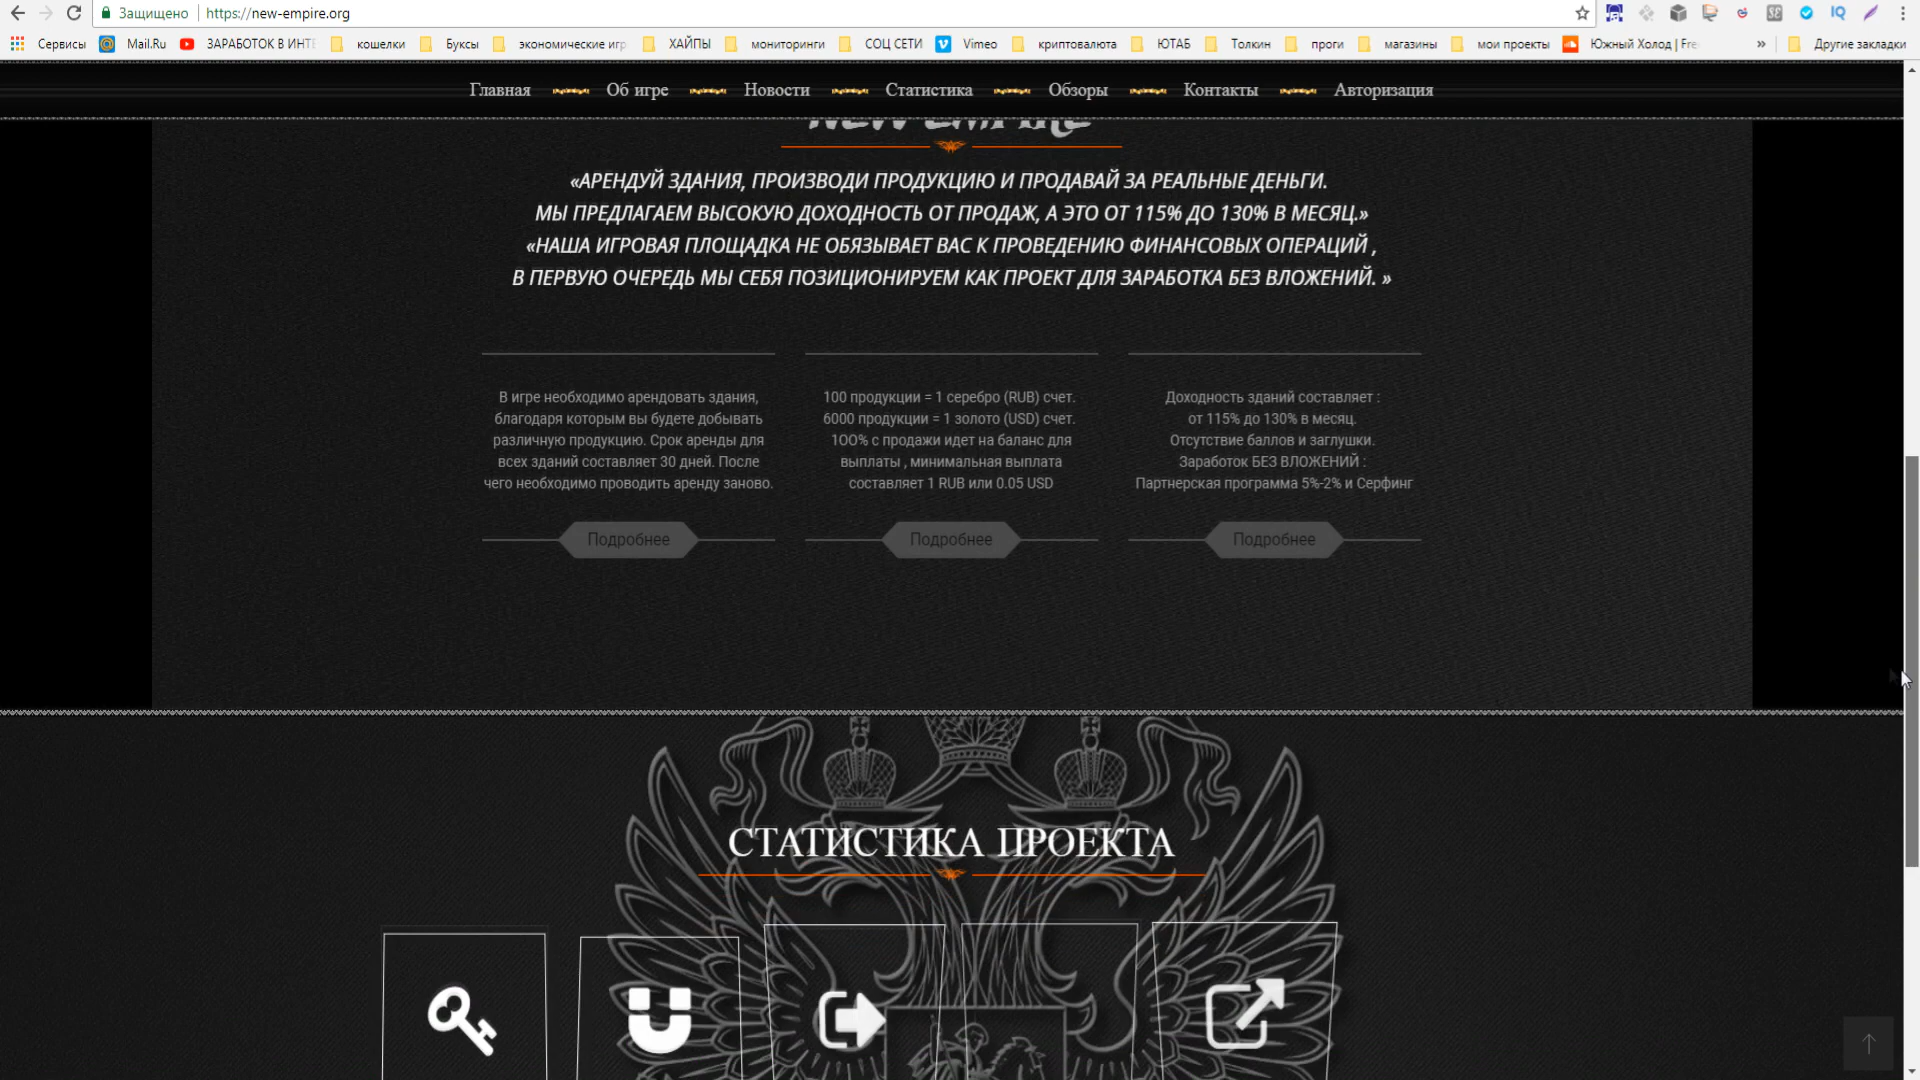 Защищено
https://new-empire.org
Сервисы
Mail.Ru
ЗАРАБОТОК В ИНТЕ
кошелки
Буксы
экономические игр
ХАЙПЫ
мониторинги
СОЦ СЕТИ
Vimeo
криптовалюта
ЮТАБ
Толкин
проги
магазины
мои проекты
Южный Холод | Fre
»
Другие закладки
Главная
Об игре
Новости
Статистика
Обзоры
Контакты
Авторизация
NEW EMPIRE
«АРЕНДУЙ ЗДАНИЯ, ПРОИЗВОДИ ПРОДУКЦИЮ И ПРОДАВАЙ ЗА РЕАЛЬНЫЕ ДЕНЬГИ.
МЫ ПРЕДЛАГАЕМ ВЫСОКУЮ ДОХОДНОСТЬ ОТ ПРОДАЖ, А ЭТО ОТ 115% ДО 130% В МЕСЯЦ.»
«НАША ИГРОВАЯ ПЛОЩАДКА НЕ ОБЯЗЫВАЕТ ВАС К ПРОВЕДЕНИЮ ФИНАНСОВЫХ ОПЕРАЦИЙ ,
В ПЕРВУЮ ОЧЕРЕДЬ МЫ СЕБЯ ПОЗИЦИОНИРУЕМ КАК ПРОЕКТ ДЛЯ ЗАРАБОТКА БЕЗ ВЛОЖЕНИЙ. »
В игре необходимо арендовать здания,
благодаря которым вы будете добывать
различную продукцию. Срок аренды для
всех зданий составляет 30 дней. После
чего необходимо проводить аренду заново.
Подробнее
100 продукции = 1 серебро (RUB) счет.
6000 продукции = 1 золото (USD) счет.
1OO% с продажи идет на баланс для
выплаты , минимальная выплата
составляет 1 RUB или 0.05 USD
Подробнее
Доходность зданий составляет :
от 115% до 130% в месяц.
Отсутствие баллов и заглушки.
Заработок БЕЗ ВЛОЖЕНИЙ :
Партнерская программа 5%-2% и Серфинг
Подробнее
СТАТИСТИКА ПРОЕКТА